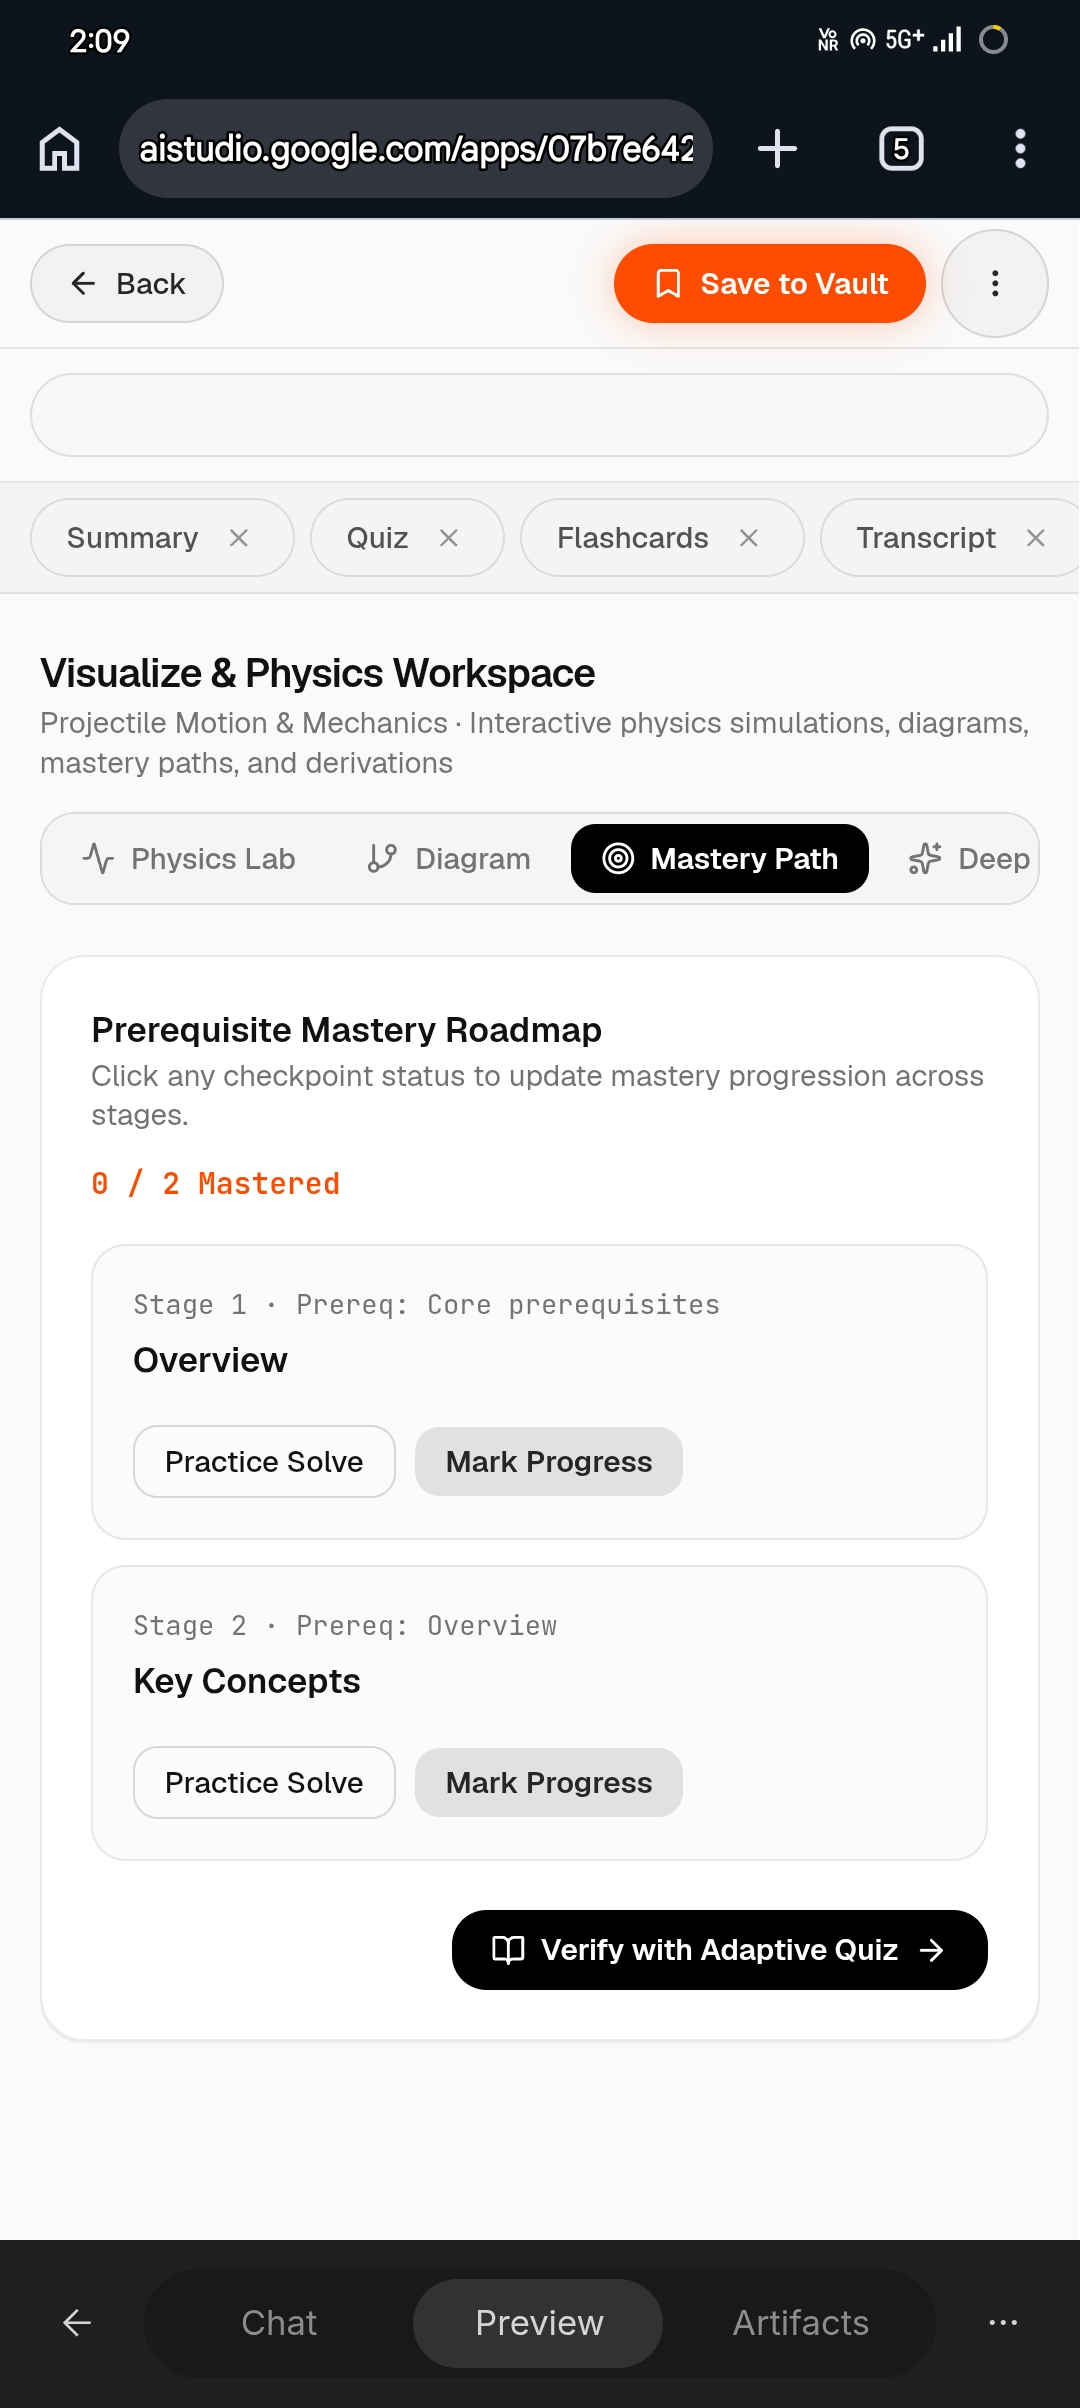 2:09
Vo NR 5G+
aistudio.google.com/apps/07b7e642
5
Back
Save to Vault
Summary
Quiz
Flashcards
Transcript
Visualize & Physics Workspace
Projectile Motion & Mechanics · Interactive physics simulations, diagrams,
mastery paths, and derivations
Physics Lab
Diagram
Mastery Path
Deep
Prerequisite Mastery Roadmap
Click any checkpoint status to update mastery progression across
stages.
0 / 2 Mastered
Stage 1 · Prereq: Core prerequisites
Overview
Practice Solve
Mark Progress
Stage 2 · Prereq: Overview
Key Concepts
Practice Solve
Mark Progress
Verify with Adaptive Quiz
Chat
Preview
Artifacts